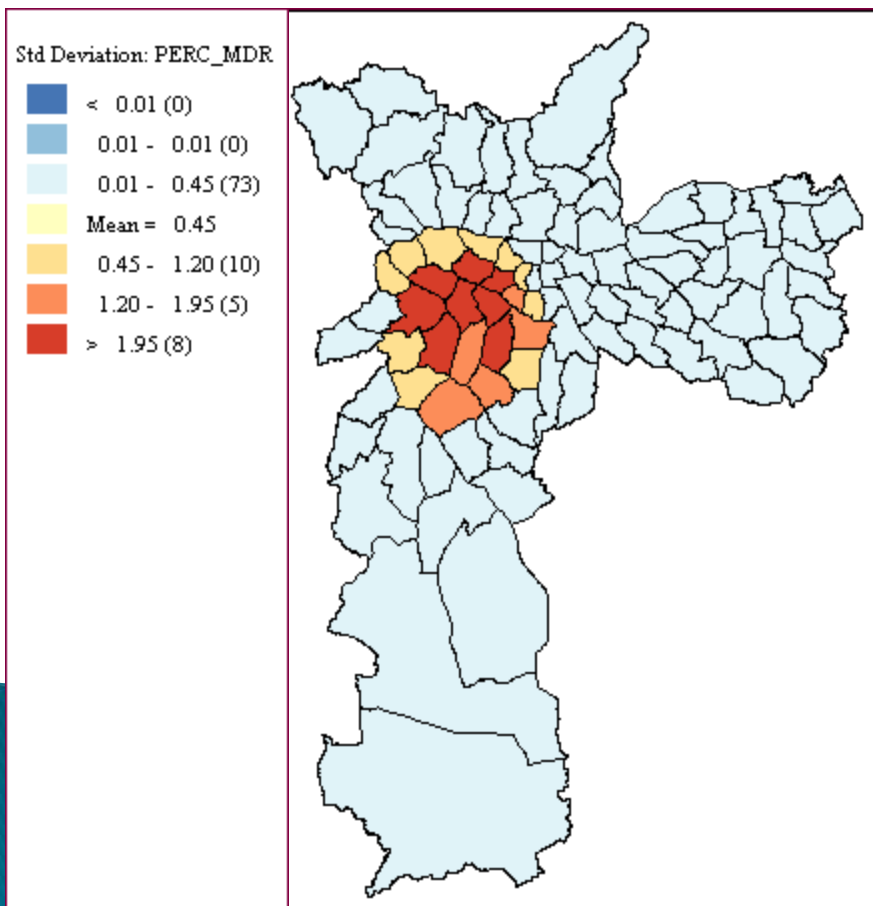 Std Deviation: PERC_MDR
< 0.01 (0)
0.01 - 0.01 (0)
0.01 - 0.45 (73)
Mean = 0.45
0.45 - 1.20 (10)
1.20 - 1.95 (5)
> 1.95 (8)